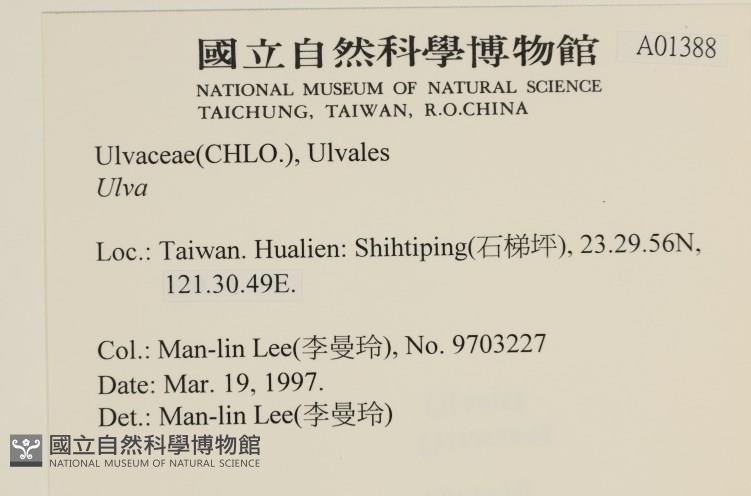 國立自然科學博物館
A01388
NATIONAL MUSEUM OF NATURAL SCIENCE
TAICHUNG, TAIWAN, R.O.CHINA
Ulvaceae(CHLO.), Ulvales
Ulva
Loc.: Taiwan. Hualien: Shihtiping(石梯坪), 23.29.56N,
121.30.49E.
Col.: Man-lin Lee(李曼玲), No. 9703227
Date: Mar. 19, 1997.
Det.: Man-lin Lee(李曼玲)
國立自然科學博物館
NATIONAL MUSEUM OF NATURAL SCIENCE